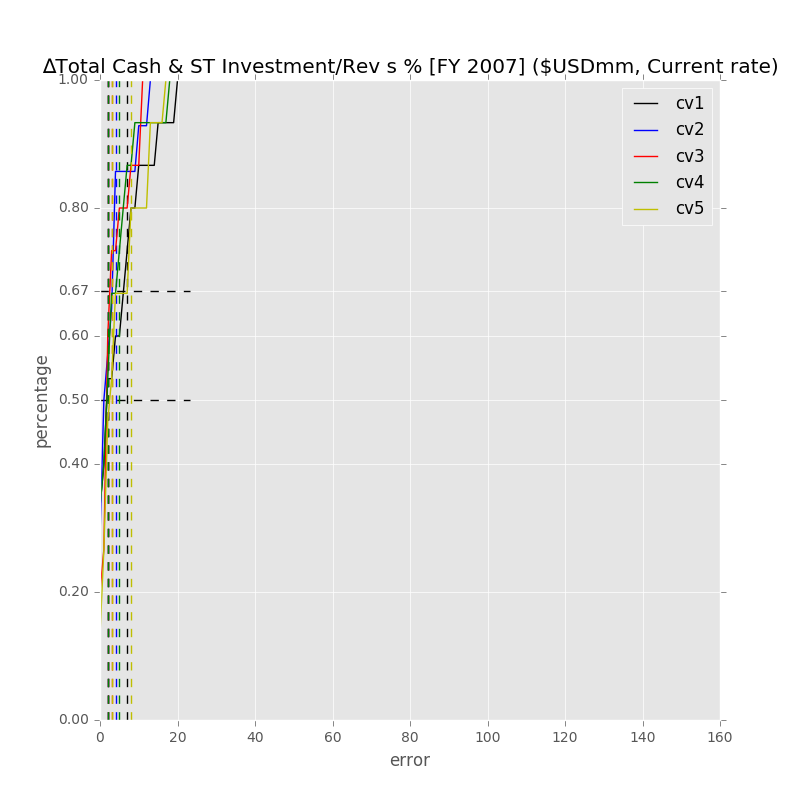 ΔTotal Cash & ST Investment/Rev s % [FY 2007] ($USDmm, Current rate)
cv1
cv2
cv3
cv4
cv5
1.00
0.80
0.67
0.60
0.50
0.40
0.20
0.00
percentage
0 20 40 60 80 100 120 140 160
error